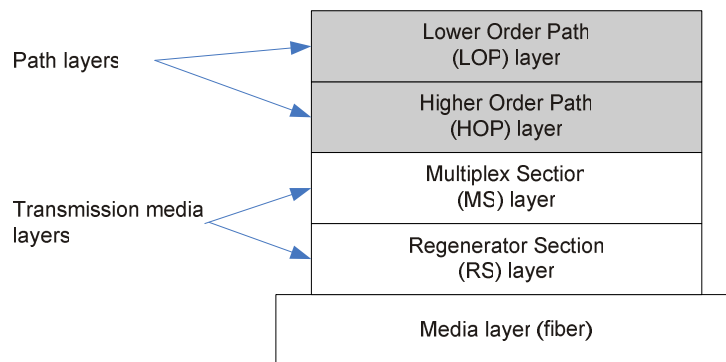 Path layers
Lower Order Path
(LOP) layer
Higher Order Path
(HOP) layer
Transmission media
layers
Multiplex Section
(MS) layer
Regenerator Section
(RS) layer
Media layer (fiber)